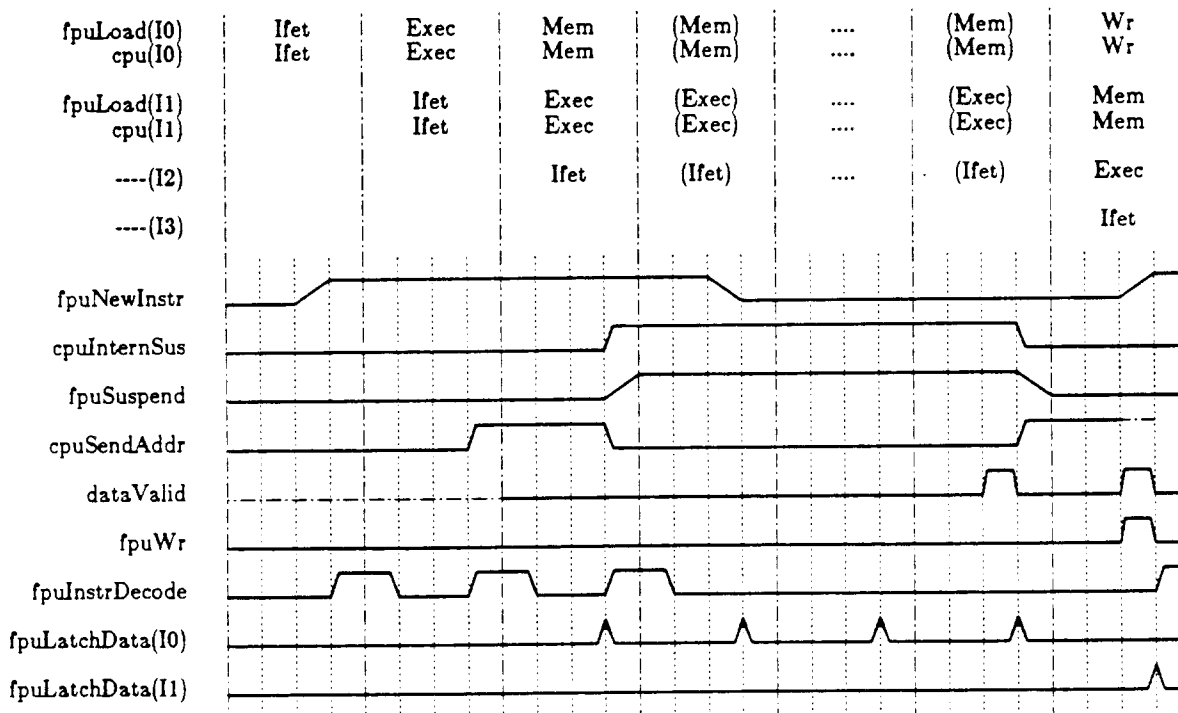 fpuLoad(I0) Ifet Exec Mem (Mem) .... (Mem) Wr
cpu(I0) Ifet Exec Mem (Mem) .... (Mem) Wr
fpuLoad(I1) Ifet Exec (Exec) .... (Exec) Mem
cpu(I1) Ifet Exec (Exec) .... (Exec) Mem
----(I2) Ifet (Ifet) .... (Ifet) Exec
----(I3) Ifet
fpuNewInstr
cpuInternSus
fpuSuspend
cpuSendAddr
dataValid
fpuWr
fpuInstrDecode
fpuLatchData(I0)
fpuLatchData(I1)